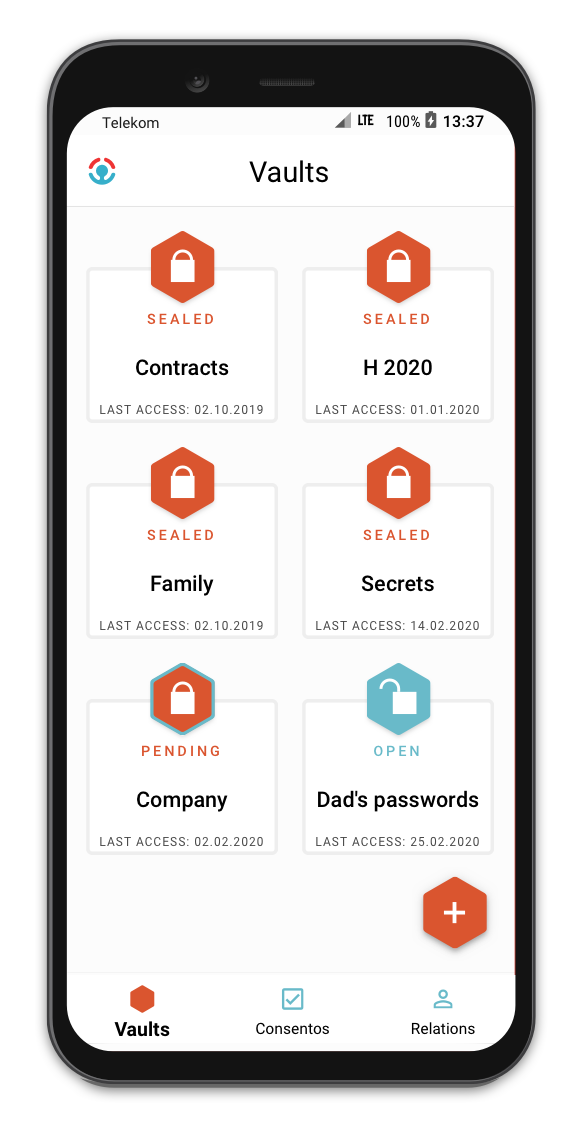 Telekom LTE 100% 13:37
Vaults
SEALED SEALED
Contracts H 2020
LAST ACCESS: 02.10.2019 LAST ACCESS: 01.01.2020
SEALED SEALED
Family Secrets
LAST ACCESS: 02.10.2019 LAST ACCESS: 14.02.2020
PENDING OPEN
Company Dad's passwords
LAST ACCESS: 02.02.2020 LAST ACCESS: 25.02.2020
+
Vaults Consentos Relations